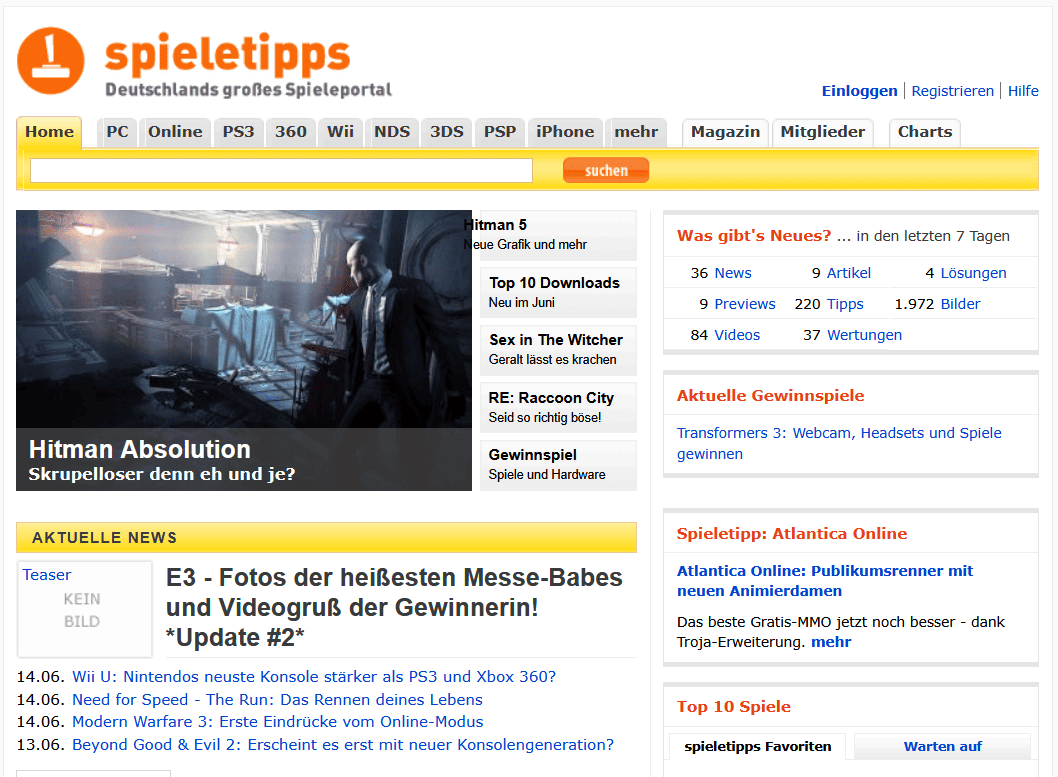 spieletipps
Deutschlands großes Spieleportal
Einloggen Registrieren Hilfe
Home PC Online PS3 360 Wii NDS 3DS PSP iPhone mehr Magazin Mitglieder Charts
suchen
Hitman Absolution
Skrupelloser denn eh und je?
Hitman 5
Neue Grafik und mehr
Top 10 Downloads
Neu im Juni
Sex in The Witcher
Geralt lässt es krachen
RE: Raccoon City
Seid so richtig böse!
Gewinnspiel
Spiele und Hardware
AKTUELLE NEWS
Teaser
KEIN
BILD
E3 - Fotos der heißesten Messe-Babes
und Videogruß der Gewinnerin!
*Update #2*
14.06. Wii U: Nintendos neuste Konsole stärker als PS3 und Xbox 360?
14.06. Need for Speed - The Run: Das Rennen deines Lebens
14.06. Modern Warfare 3: Erste Eindrücke vom Online-Modus
13.06. Beyond Good & Evil 2: Erscheint es erst mit neuer Konsolengeneration?
Was gibt's Neues? ... in den letzten 7 Tagen
36 News 9 Artikel 4 Lösungen
9 Previews 220 Tipps 1.972 Bilder
84 Videos 37 Wertungen
Aktuelle Gewinnspiele
Transformers 3: Webcam, Headsets und Spiele
gewinnen
Spieletipp: Atlantica Online
Atlantica Online: Publikumsrenner mit
neuen Animierdamen
Das beste Gratis-MMO jetzt noch besser - dank
Troja-Erweiterung. mehr
Top 10 Spiele
spieletipps Favoriten Warten auf